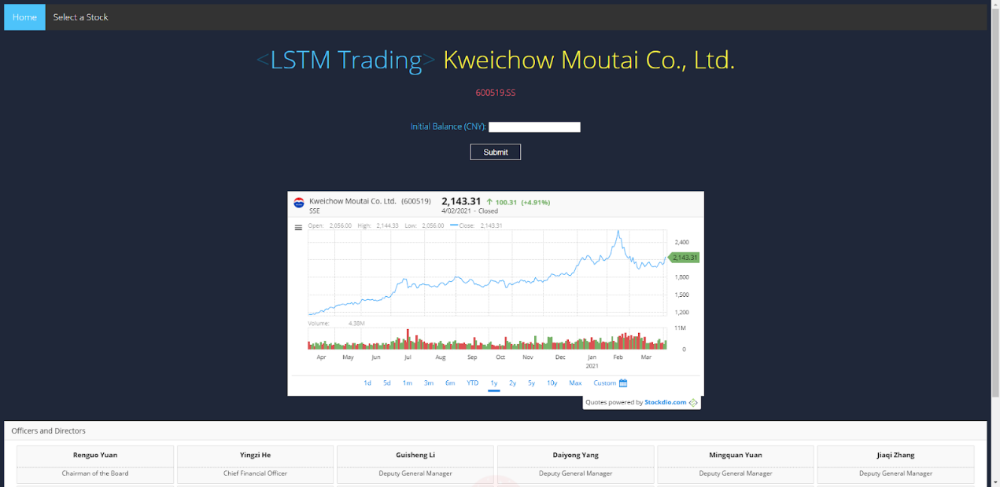 Home Select a Stock
<LSTM Trading> Kweichow Moutai Co., Ltd.
600519.SS
Initial Balance (CNY):
Submit
Kweichow Moutai Co. Ltd. (600519) 2,143.31 100.31 (+4.91%)
SSE 4/02/2021 - Closed
Open: 2,056.00 High: 2,144.33 Low: 2,056.00 Close: 2,143.31
2,400
2,143.31
1,800
1,500
1,200
Volume: 4.38M
11M
0
Apr May Jun Jul Aug Sep Oct Nov Dec Jan Feb Mar
2021
1d 5d 1m 3m 6m YTD 1y 2y 5y 10y Max Custom
Quotes powered by Stockdio.com
Officers and Directors
Renguo Yuan Yingzi He Guisheng Li Daiyong Yang Mingquan Yuan Jiaqi Zhang
Chairman of the Board Chief Financial Officer Deputy General Manager Deputy General Manager Deputy General Manager Deputy General Manager